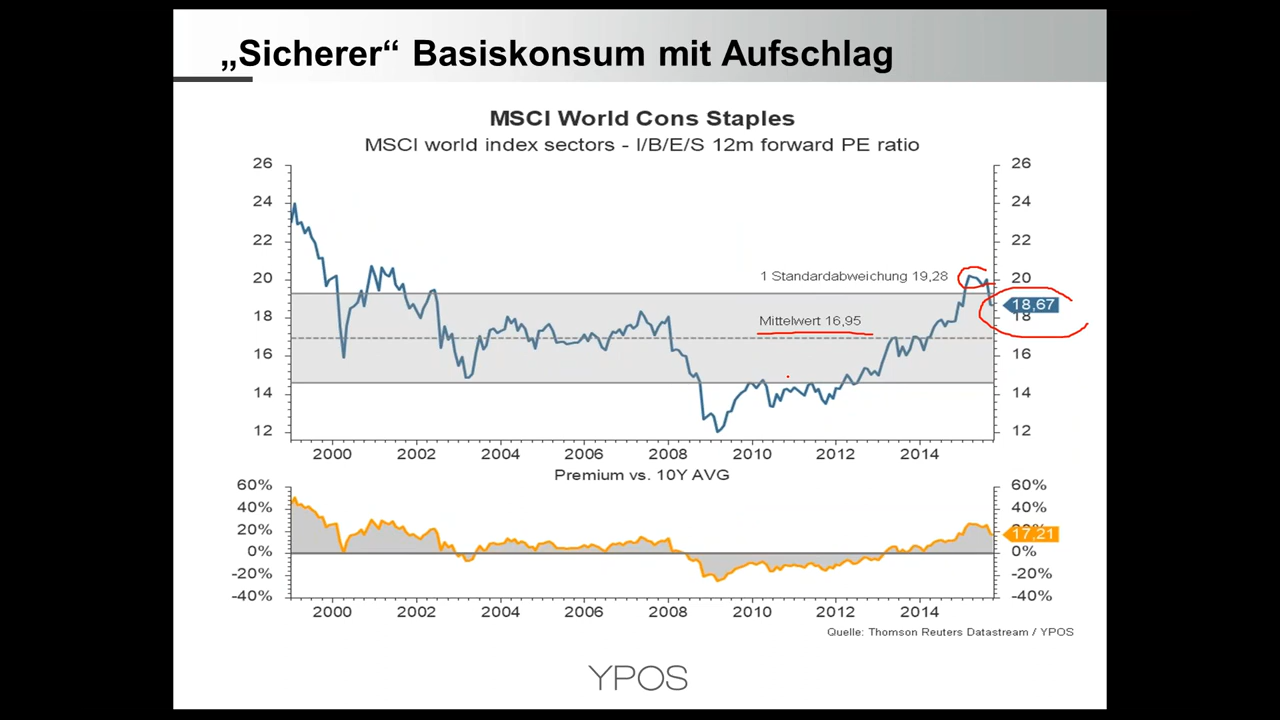 „Sicherer“ Basiskonsum mit Aufschlag
MSCI World Cons Staples
MSCI world index sectors - I/B/E/S 12m forward PE ratio
26 26
24 24
22 22
1 Standardabweichung 19,28
20 20
18,67
18 18
Mittelwert 16,95
16 16
14 14
12 12
2000 2002 2004 2006 2008 2010 2012 2014
Premium vs. 10Y AVG
60% 60%
40% 40%
20% 20%
17,21
0% 0%
-20% -20%
-40% -40%
2000 2002 2004 2006 2008 2010 2012 2014
Quelle: Thomson Reuters Datastream / YPOS
YPOS